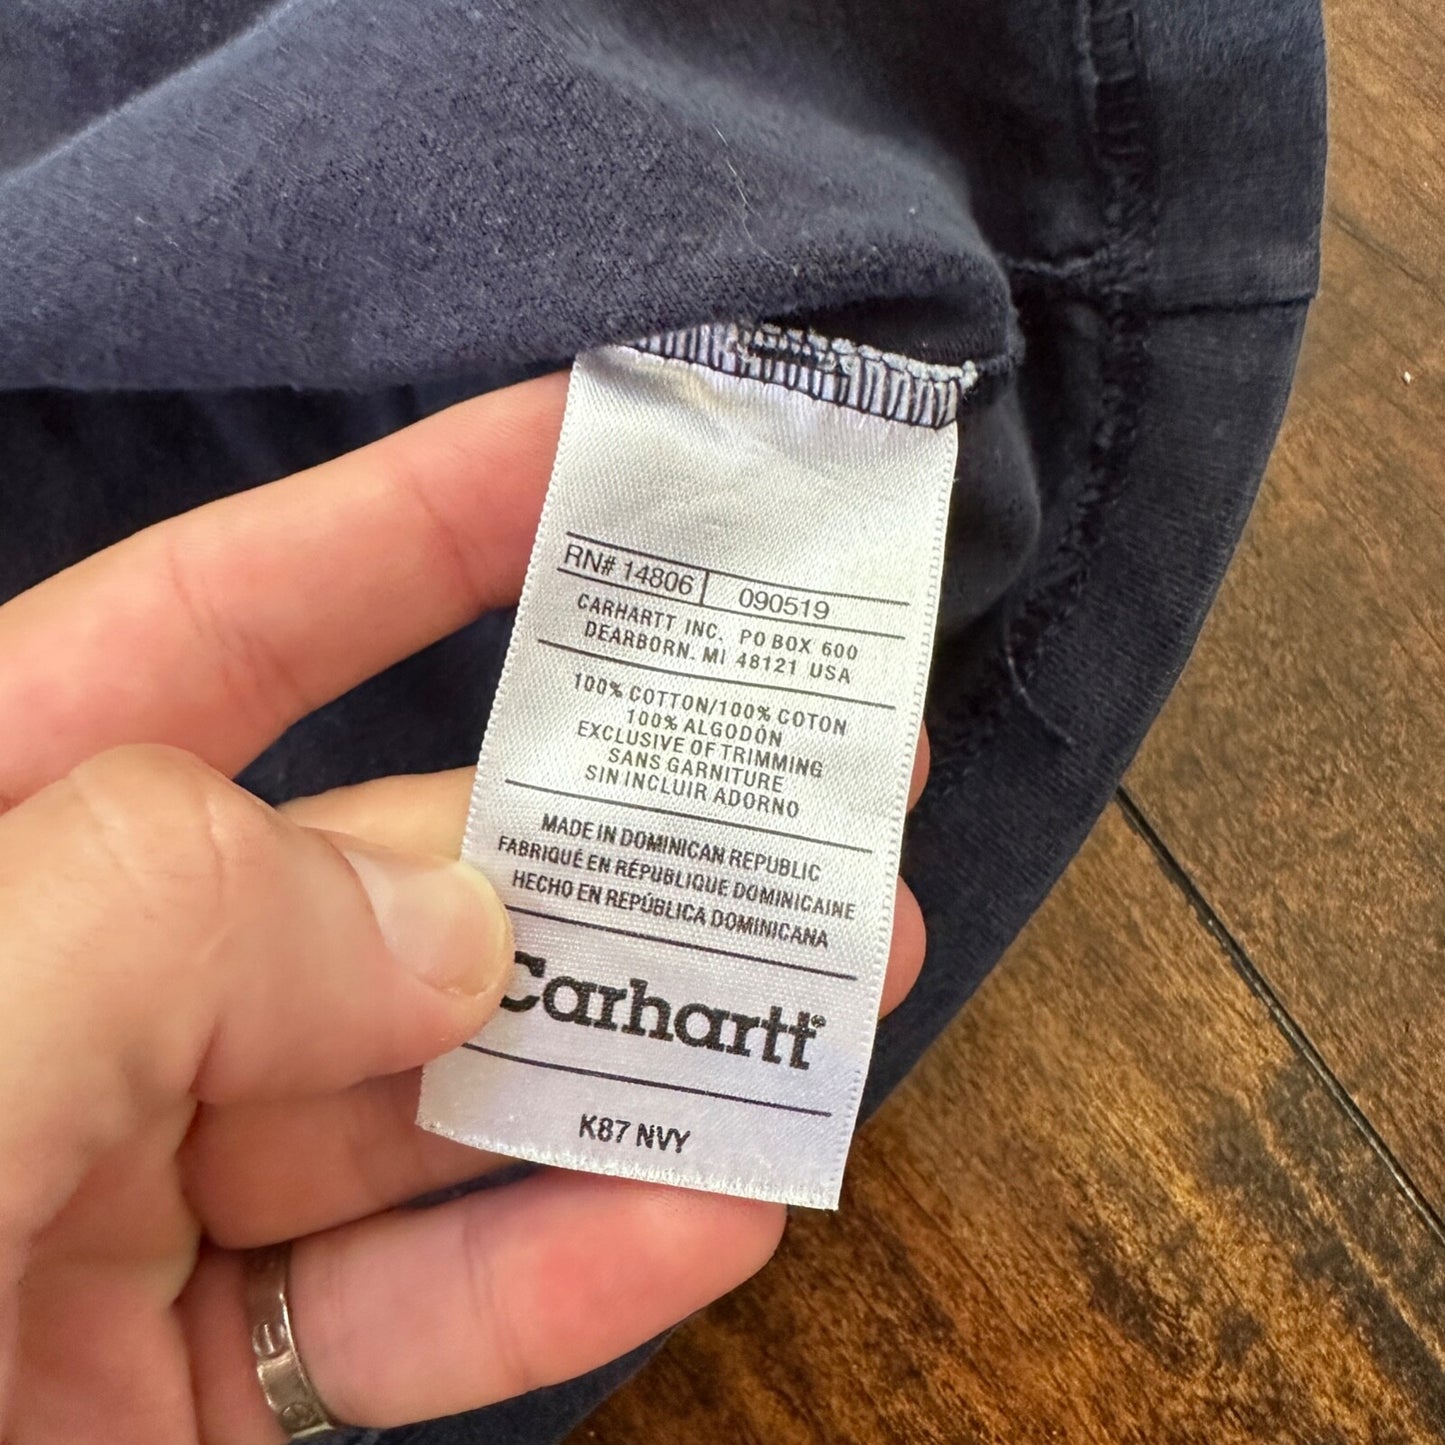 RN# 14806 090519
CARHARTT INC. PO BOX 600
DEARBORN. MI 48121 USA
100% COTTON/100% COTON
100% ALGODÓN
EXCLUSIVE OF TRIMMING
SANS GARNITURE
SIN INCLUIR ADORNO
MADE IN DOMINICAN REPUBLIC
FABRIQUÉ EN RÉPUBLIQUE DOMINICAINE
HECHO EN REPÚBLICA DOMINICANA
Carhartt®
K87 NVY